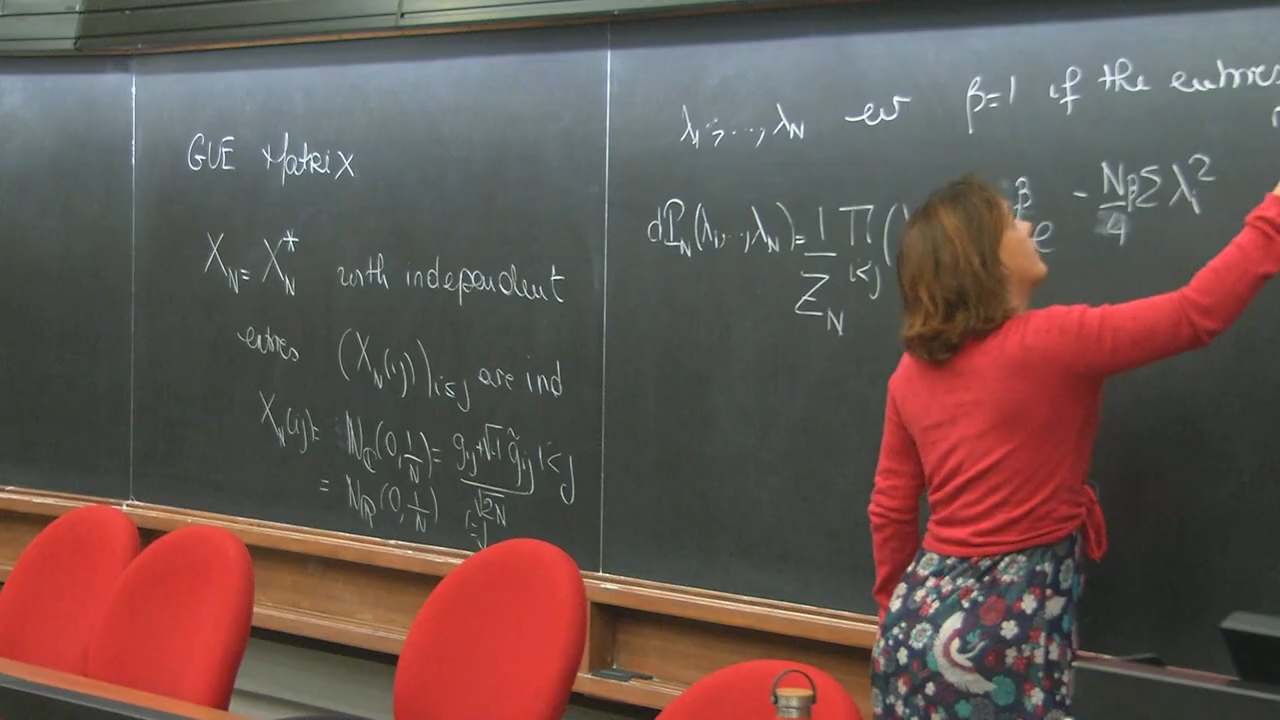 GUE Matrix
X_N = X_N^* with independent
entries (X_N(ij))_{i≤j} are ind
X_N(ij) = N_ℂ(0, 1/N) = (g_ij + √-1 g̃_ij)/√2N i<j
= N_ℝ(0, 1/N) i=j
λ_1, ..., λ_N ev β=1 if the entries
dP_N(λ_1, ..., λ_N) = 1/Z_N ∏_{i<j} ( ^β e - N/4 β Σ λ_i^2